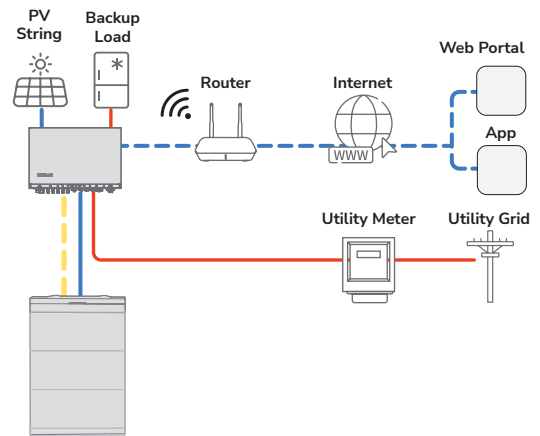 PV
String
Backup
Load
Router
Internet
Web Portal
App
WWW
Utility Meter
Utility Grid